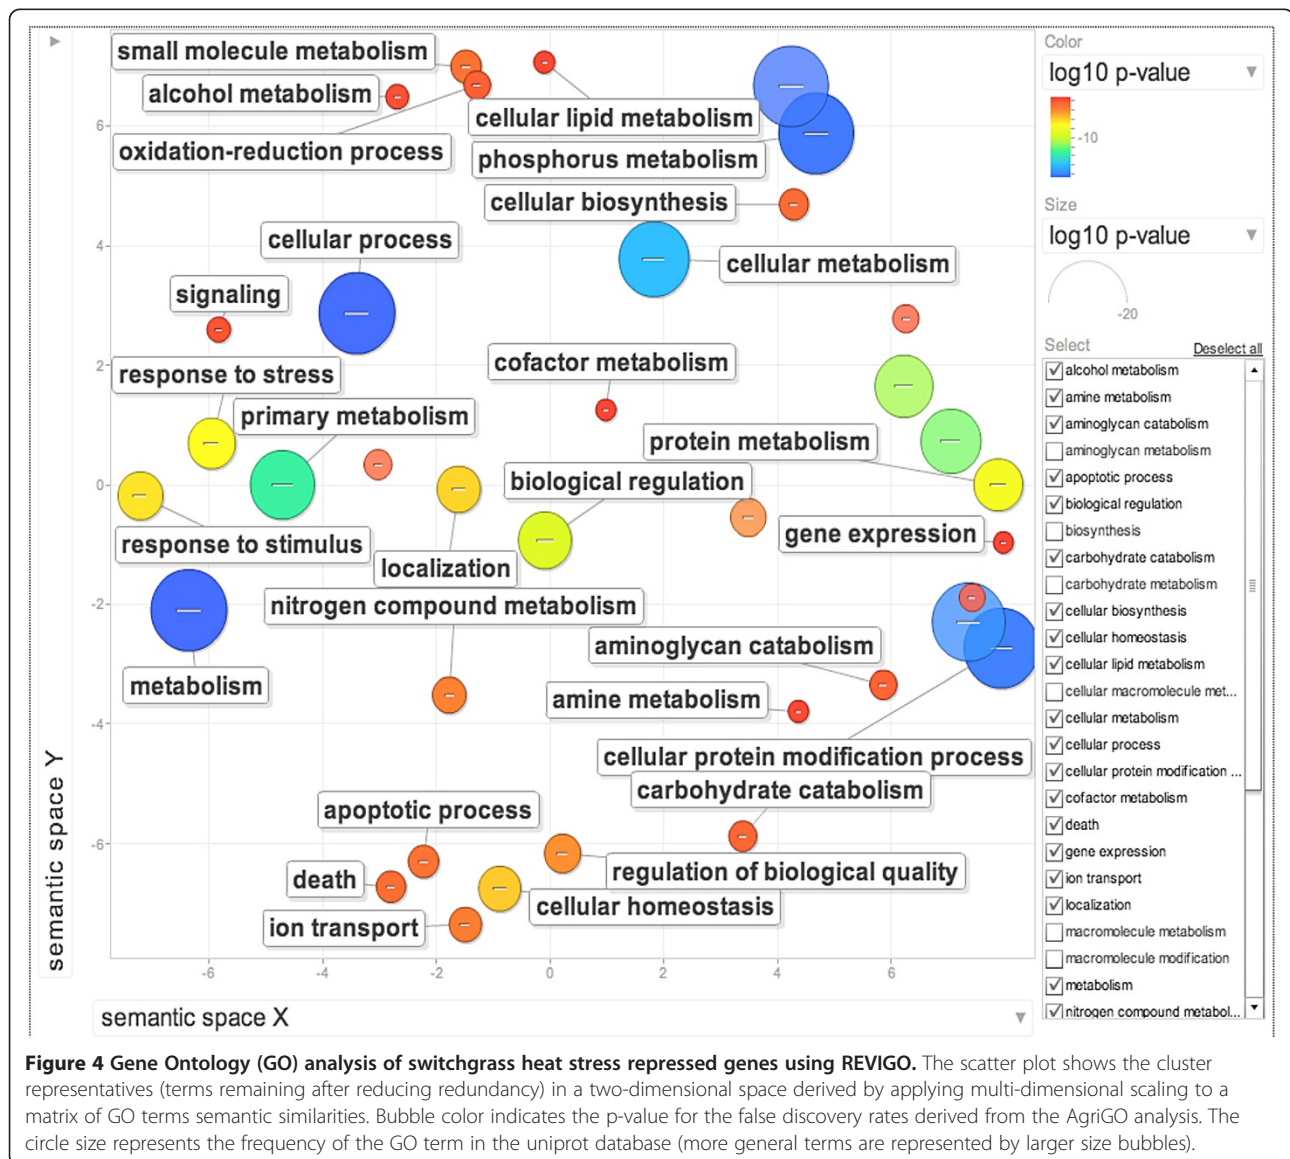 small molecule metabolism
alcohol metabolism
oxidation-reduction process
cellular lipid metabolism
phosphorus metabolism
cellular biosynthesis
cellular process
cellular metabolism
signaling
response to stress
cofactor metabolism
primary metabolism
protein metabolism
biological regulation
gene expression
response to stimulus
localization
nitrogen compound metabolism
aminoglycan catabolism
metabolism
amine metabolism
cellular protein modification process
carbohydrate catabolism
apoptotic process
regulation of biological quality
death
cellular homeostasis
ion transport
6
4
2
0
-2
-4
-6
-6
-4
-2
0
2
4
6
semantic space Y
semantic space X
Color
log10 p-value
-10
Size
log10 p-value
-20
Select
Deselect all
alcohol metabolism
amine metabolism
aminoglycan catabolism
aminoglycan metabolism
apoptotic process
biological regulation
biosynthesis
carbohydrate catabolism
carbohydrate metabolism
cellular biosynthesis
cellular homeostasis
cellular lipid metabolism
cellular macromolecule met...
cellular metabolism
cellular process
cellular protein modification ...
cofactor metabolism
death
gene expression
ion transport
localization
macromolecule metabolism
macromolecule modification
metabolism
nitrogen compound metabol...
Figure 4 Gene Ontology (GO) analysis of switchgrass heat stress repressed genes using REVIGO. The scatter plot shows the cluster
representatives (terms remaining after reducing redundancy) in a two-dimensional space derived by applying multi-dimensional scaling to a
matrix of GO terms semantic similarities. Bubble color indicates the p-value for the false discovery rates derived from the AgriGO analysis. The
circle size represents the frequency of the GO term in the uniprot database (more general terms are represented by larger size bubbles).